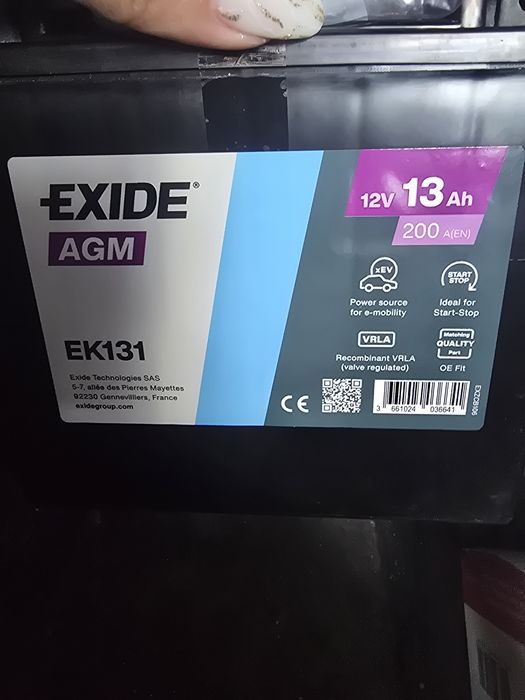 EXIDE®
AGM
12V 13 Ah
200 A(EN)
xEV
Power source
for e-mobility
START
STOP
Ideal for
Start-Stop
VRLA
Recombinant VRLA
(valve regulated)
Matching
QUALITY
Part
OE Fit
EK131
Exide Technologies SAS
5-7, allée des Pierres Mayettes
92230 Gennevilliers, France
exidegroup.com
CE
3 661024 036641